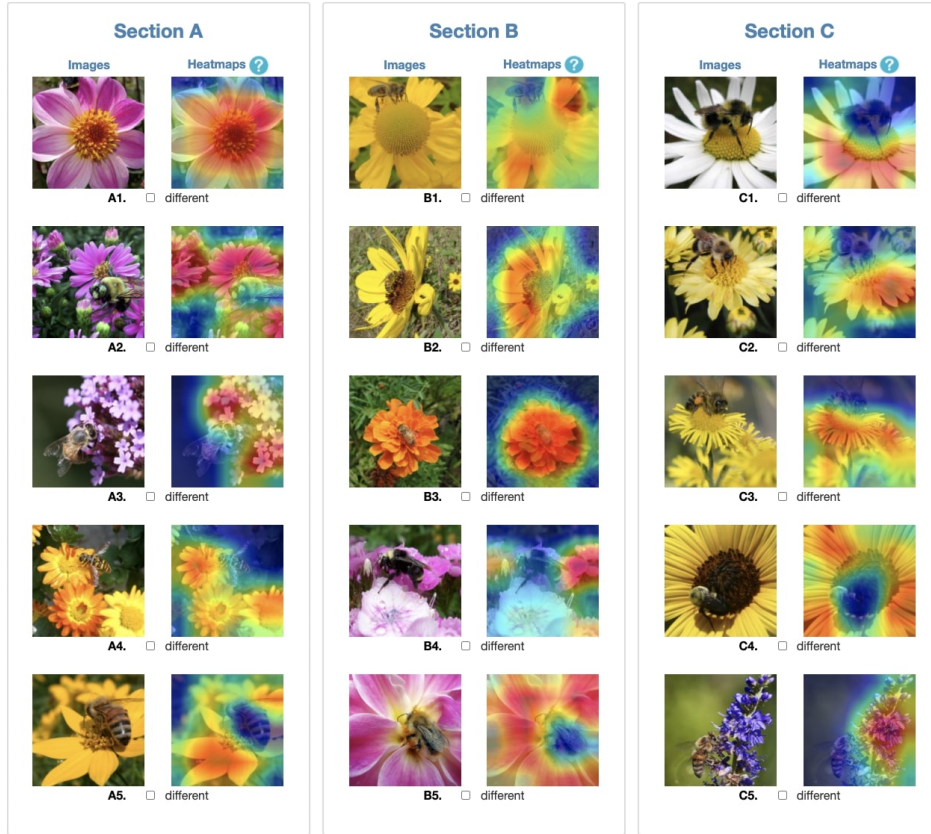 Section A
Images Heatmaps ?
A1. different
A2. different
A3. different
A4. different
A5. different
Section B
Images Heatmaps ?
B1. different
B2. different
B3. different
B4. different
B5. different
Section C
Images Heatmaps ?
C1. different
C2. different
C3. different
C4. different
C5. different